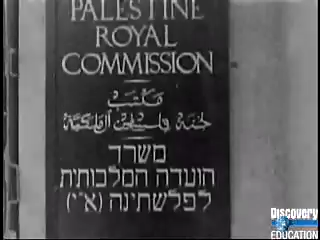 PALESTINE
ROYAL
COMMISSION
مكتب
لجنة فلسطين الملكية
משרד
הועדה המלכותית
לפלשתינה (א״י)
Discovery
EDUCATION